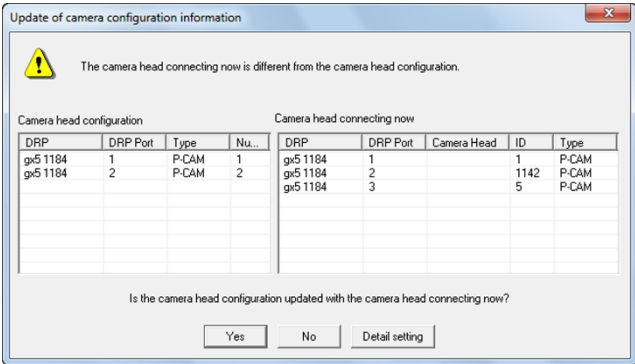 Update of camera configuration information
The camera head connecting now is different from the camera head configuration.
Camera head configuration
DRP DRP Port Type Nu...
gx5 1184 1 P-CAM 1
gx5 1184 2 P-CAM 2
Camera head connecting now
DRP DRP Port Camera Head ID Type
gx5 1184 1 1 P-CAM
gx5 1184 2 1142 P-CAM
gx5 1184 3 5 P-CAM
Is the camera head configuration updated with the camera head connecting now?
Yes No Detail setting